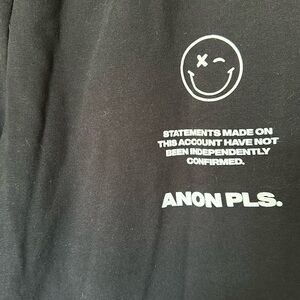 STATEMENTS MADE ON
THIS ACCOUNT HAVE NOT
BEEN INDEPENDENTLY
CONFIRMED.
ANON PLS.